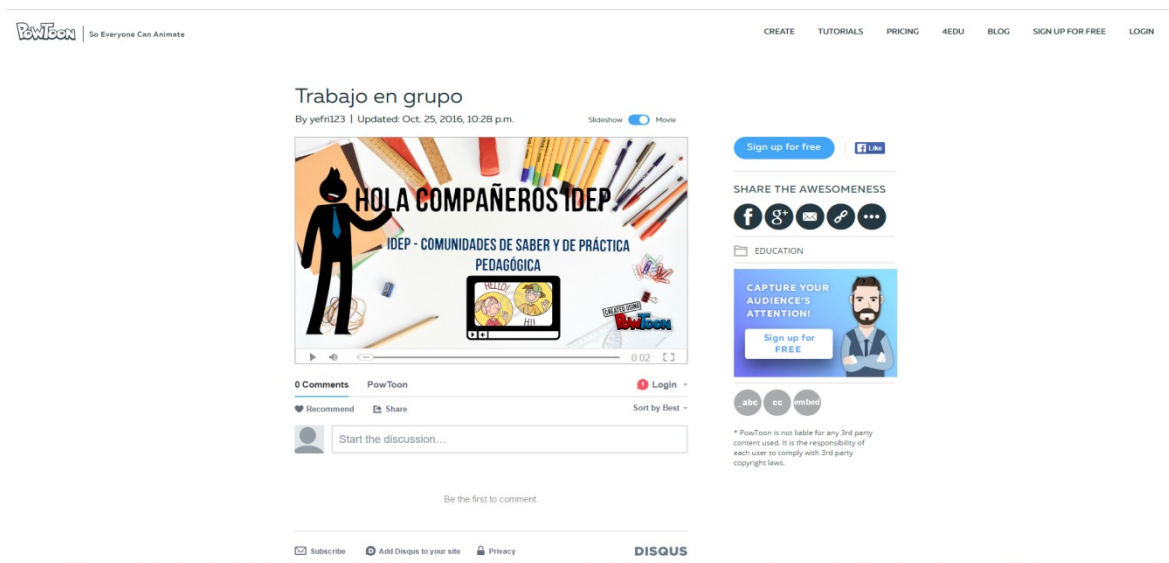 PowToon
So Everyone Can Animate
CREATE TUTORIALS PRICING 4EDU BLOG SIGN UP FOR FREE LOGIN
Trabajo en grupo
By yefri123 | Updated: Oct. 25, 2016, 10:28 p.m.
Slideshow Movie
HOLA COMPAÑEROS IDEP
IDEP - COMUNIDADES DE SABER Y DE PRÁCTICA
PEDAGÓGICA
HELLO!
HI!
CREATED USING
PowToon
0:02
0 Comments PowToon 1 Login
Recommend Share Sort by Best
Start the discussion...
Be the first to comment.
Subscribe Add Disqus to your site Privacy DISQUS
Sign up for free
Like
SHARE THE AWESOMENESS
EDUCATION
CAPTURE YOUR
AUDIENCE'S
ATTENTION!
Sign up for
FREE
_abc cc embed
* PowToon is not liable for any 3rd party
content used. It is the responsibility of
each user to comply with 3rd party
copyright laws.